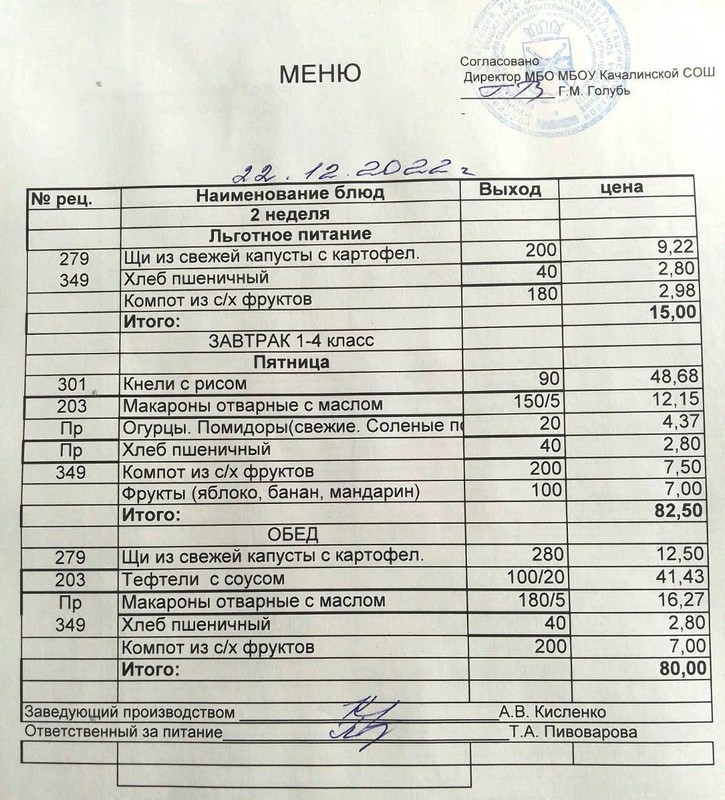 Согласовано
МЕНЮ
Директор МБО МБОУ Качалинской СОШ
Г.М. Голубь
22.12.2022г
№ рец. Наименование блюд Выход цена
2 неделя
Льготное питание
279 Щи из свежей капусты с картофел. 200 9,22
349 Хлеб пшеничный 40 2,80
Компот из с/х фруктов 180 2,98
Итого: 15,00
ЗАВТРАК 1-4 класс
Пятница
301 Кнели с рисом 90 48,68
203 Макароны отварные с маслом 150/5 12,15
Пр Огурцы. Помидоры(свежие. Соленые по 20 4,37
Пр Хлеб пшеничный 40 2,80
349 Компот из с/х фруктов 200 7,50
Фрукты (яблоко, банан, мандарин) 100 7,00
Итого: 82,50
ОБЕД
279 Щи из свежей капусты с картофел. 280 12,50
203 Тефтели с соусом 100/20 41,43
Пр Макароны отварные с маслом 180/5 16,27
349 Хлеб пшеничный 40 2,80
Компот из с/х фруктов 200 7,00
Итого: 80,00
Заведующий производством А.В. Кисленко
Ответственный за питание Т.А. Пивоварова